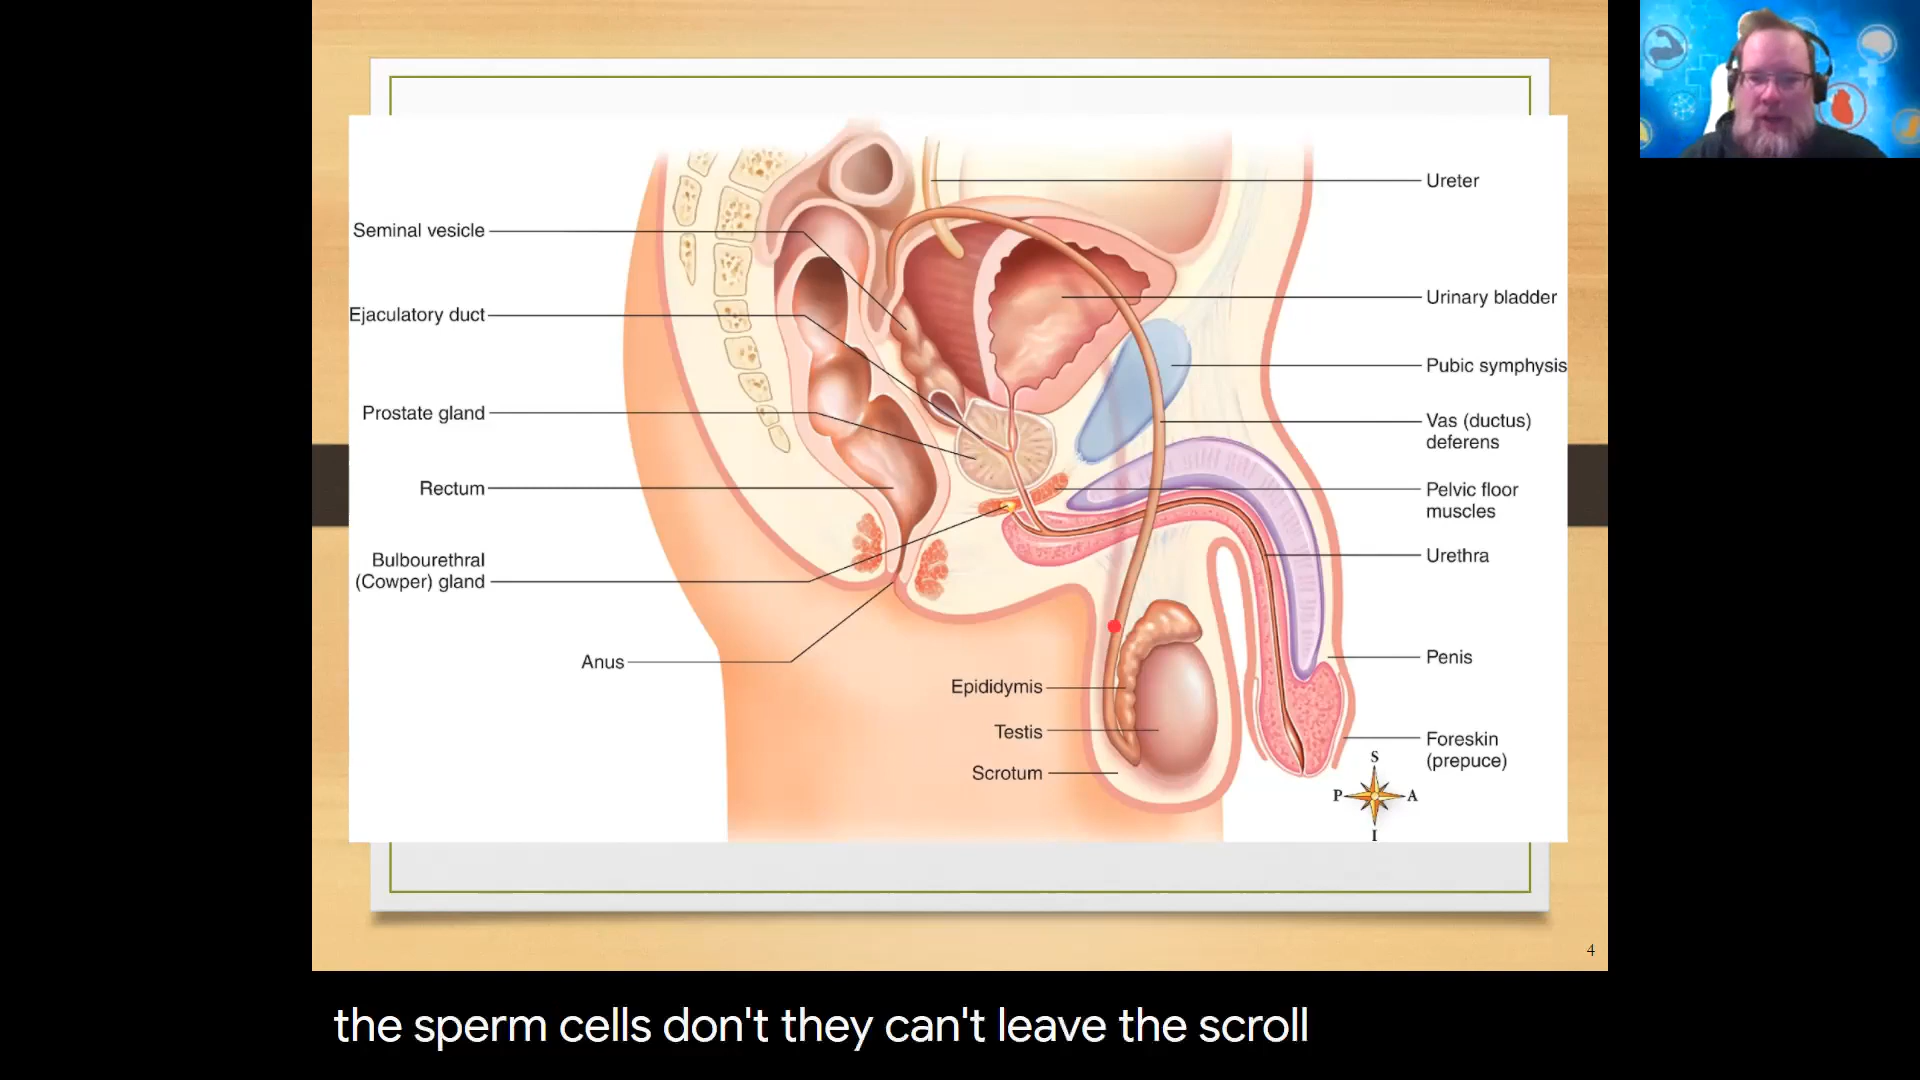 Seminal vesicle
Ejaculatory duct
Prostate gland
Rectum
Bulbourethral
(Cowper) gland
Anus
Epididymis
Testis
Scrotum
Ureter
Urinary bladder
Pubic symphysis
Vas (ductus)
deferens
Pelvic floor
muscles
Urethra
Penis
Foreskin
(prepuce)
S
P A
I
4
the sperm cells don't they can't leave the scroll